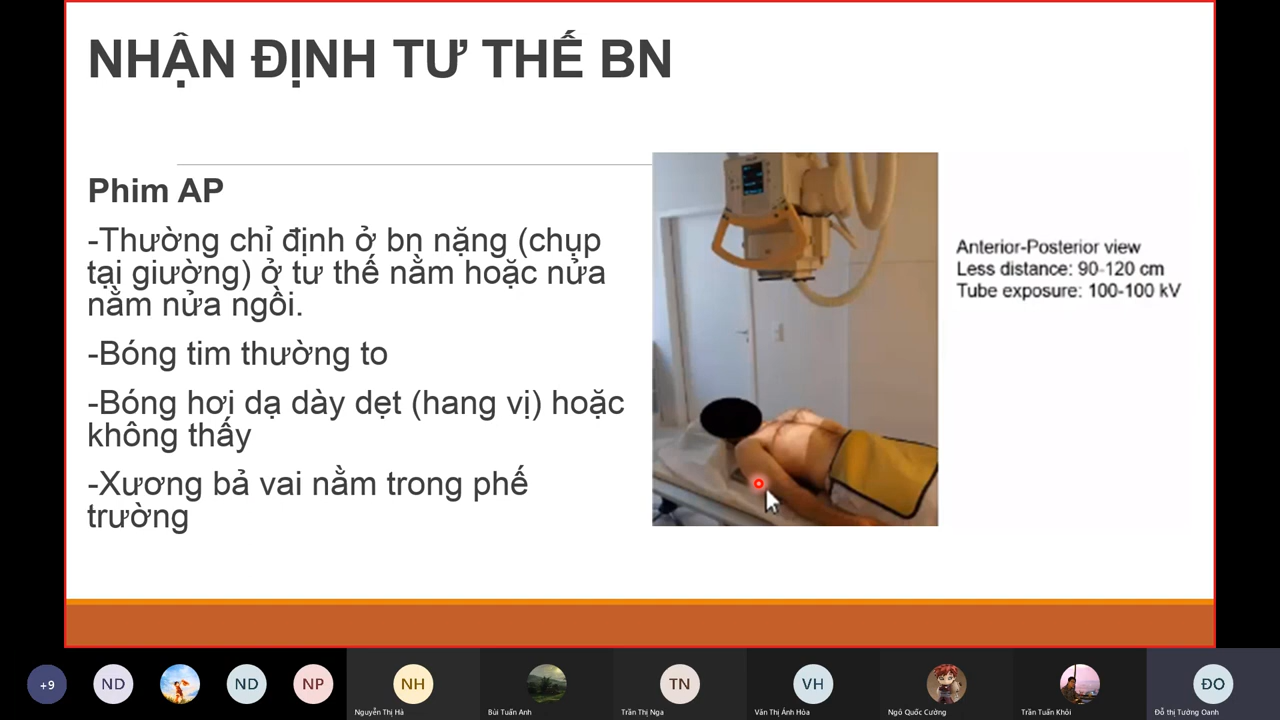 NHẬN ĐỊNH TƯ THẾ BN
Phim AP
-Thường chỉ định ở bn nặng (chụp
tại giường) ở tư thế nằm hoặc nửa
nằm nửa ngồi.
-Bóng tim thường to
-Bóng hơi dạ dày dẹt (hang vị) hoặc
không thấy
-Xương bả vai nằm trong phế
trường
Anterior-Posterior view
Less distance: 90-120 cm
Tube exposure: 100-100 kV
+9
ND
ND
NP
NH
TN
VH
ĐO
Nguyễn Thị Hà
Bùi Tuấn Anh
Trần Thị Nga
Văn Thị Ánh Hòa
Ngô Quốc Cường
Trần Tuấn Khôi
Đỗ thị Tường Oanh